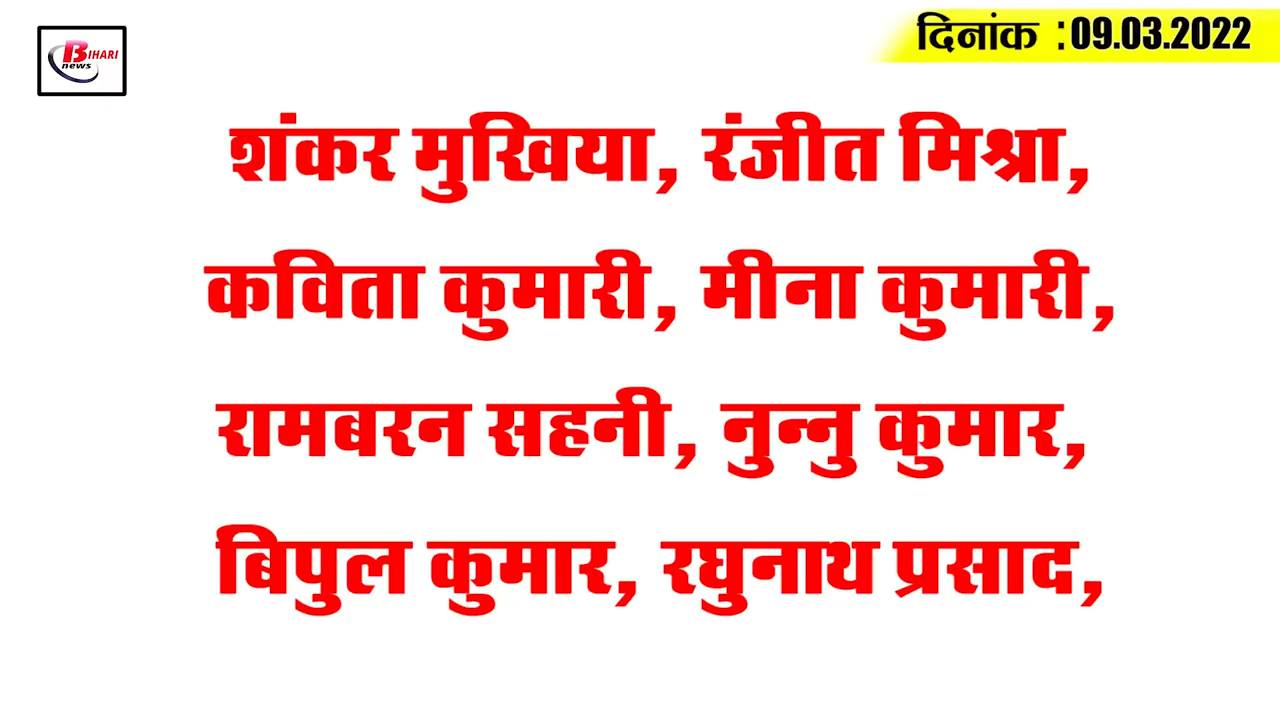 BIHARI
news
दिनांक :09.03.2022
शंकर मुखिया, रंजीत मिश्रा,
कविता कुमारी, मीना कुमारी,
रामबरन सहनी, नुन्नु कुमार,
बिपुल कुमार, रघुनाथ प्रसाद,